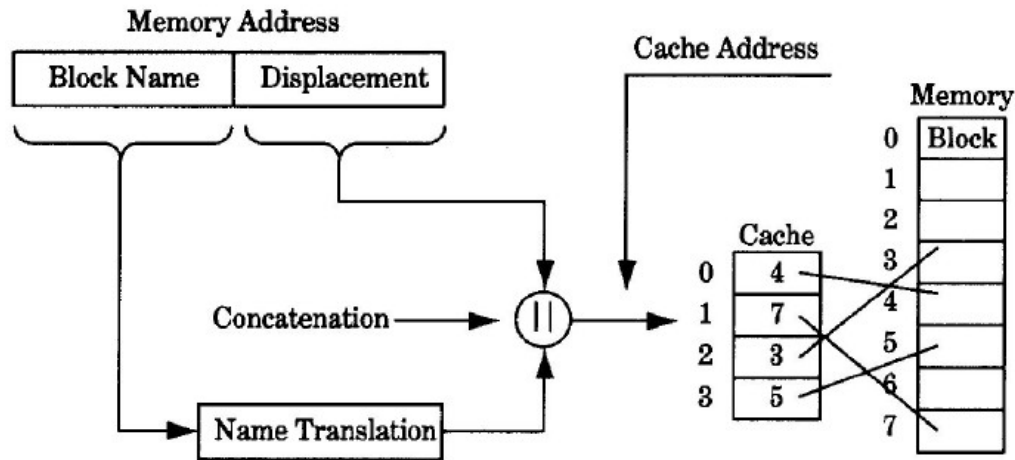 Memory Address
Block Name Displacement
Cache Address
Memory
0 Block
1
2
3
4
5
6
7
Cache
0 4
1 7
2 3
3 5
Concatenation ||
Name Translation